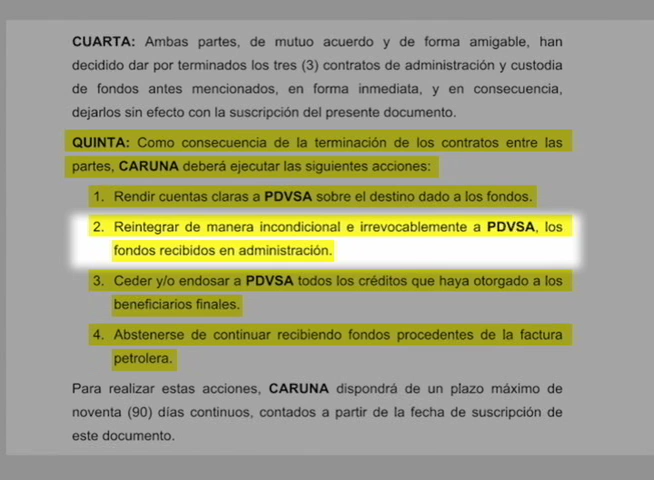 CUARTA: Ambas partes, de mutuo acuerdo y de forma amigable, han
decidido dar por terminados los tres (3) contratos de administración y custodia
de fondos antes mencionados, en forma inmediata, y en consecuencia,
dejarlos sin efecto con la suscripción del presente documento.
QUINTA: Como consecuencia de la terminación de los contratos entre las
partes, CARUNA deberá ejecutar las siguientes acciones:
1. Rendir cuentas claras a PDVSA sobre el destino dado a los fondos.
2. Reintegrar de manera incondicional e irrevocablemente a PDVSA, los
fondos recibidos en administración.
3. Ceder y/o endosar a PDVSA todos los créditos que haya otorgado a los
beneficiarios finales.
4. Abstenerse de continuar recibiendo fondos procedentes de la factura
petrolera.
Para realizar estas acciones, CARUNA dispondrá de un plazo máximo de
noventa (90) días continuos, contados a partir de la fecha de suscripción de
este documento.